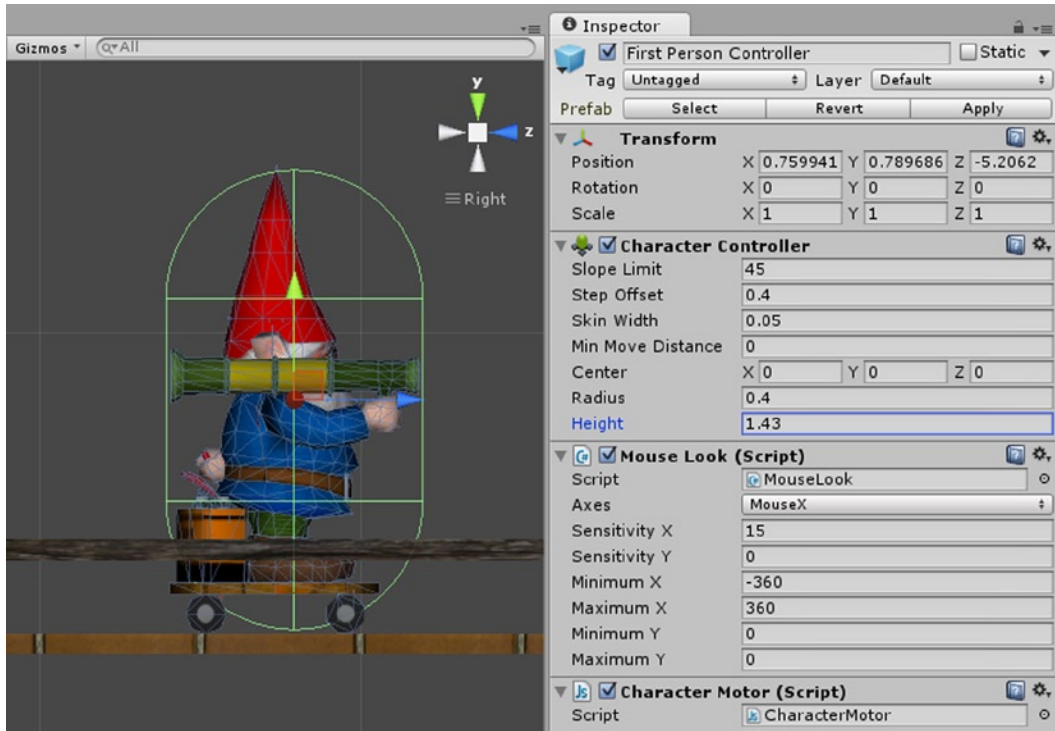 Gizmos All
y
z
Right
Inspector
First Person Controller Static
Tag Untagged Layer Default
Prefab Select Revert Apply
Transform
Position X 0.759941 Y 0.789686 Z -5.2062
Rotation X 0 Y 0 Z 0
Scale X 1 Y 1 Z 1
Character Controller
Slope Limit 45
Step Offset 0.4
Skin Width 0.05
Min Move Distance 0
Center X 0 Y 0 Z 0
Radius 0.4
Height 1.43
Mouse Look (Script)
Script MouseLook
Axes MouseX
Sensitivity X 15
Sensitivity Y 0
Minimum X -360
Maximum X 360
Minimum Y 0
Maximum Y 0
Js Character Motor (Script)
Script CharacterMotor